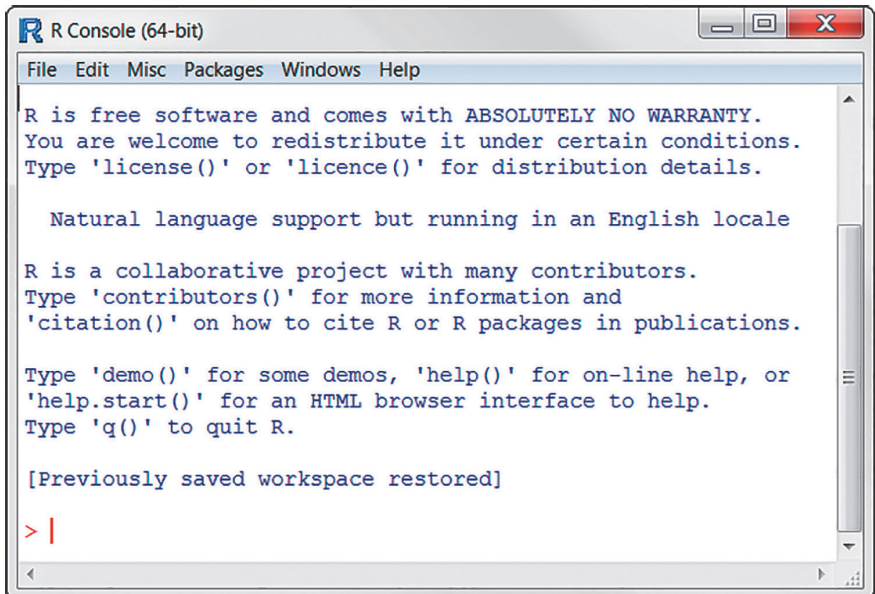 R Console (64-bit)
File Edit Misc Packages Windows Help
R is free software and comes with ABSOLUTELY NO WARRANTY.
You are welcome to redistribute it under certain conditions.
Type 'license()' or 'licence()' for distribution details.
Natural language support but running in an English locale
R is a collaborative project with many contributors.
Type 'contributors()' for more information and
'citation()' on how to cite R or R packages in publications.
Type 'demo()' for some demos, 'help()' for on-line help, or
'help.start()' for an HTML browser interface to help.
Type 'q()' to quit R.
[Previously saved workspace restored]
>